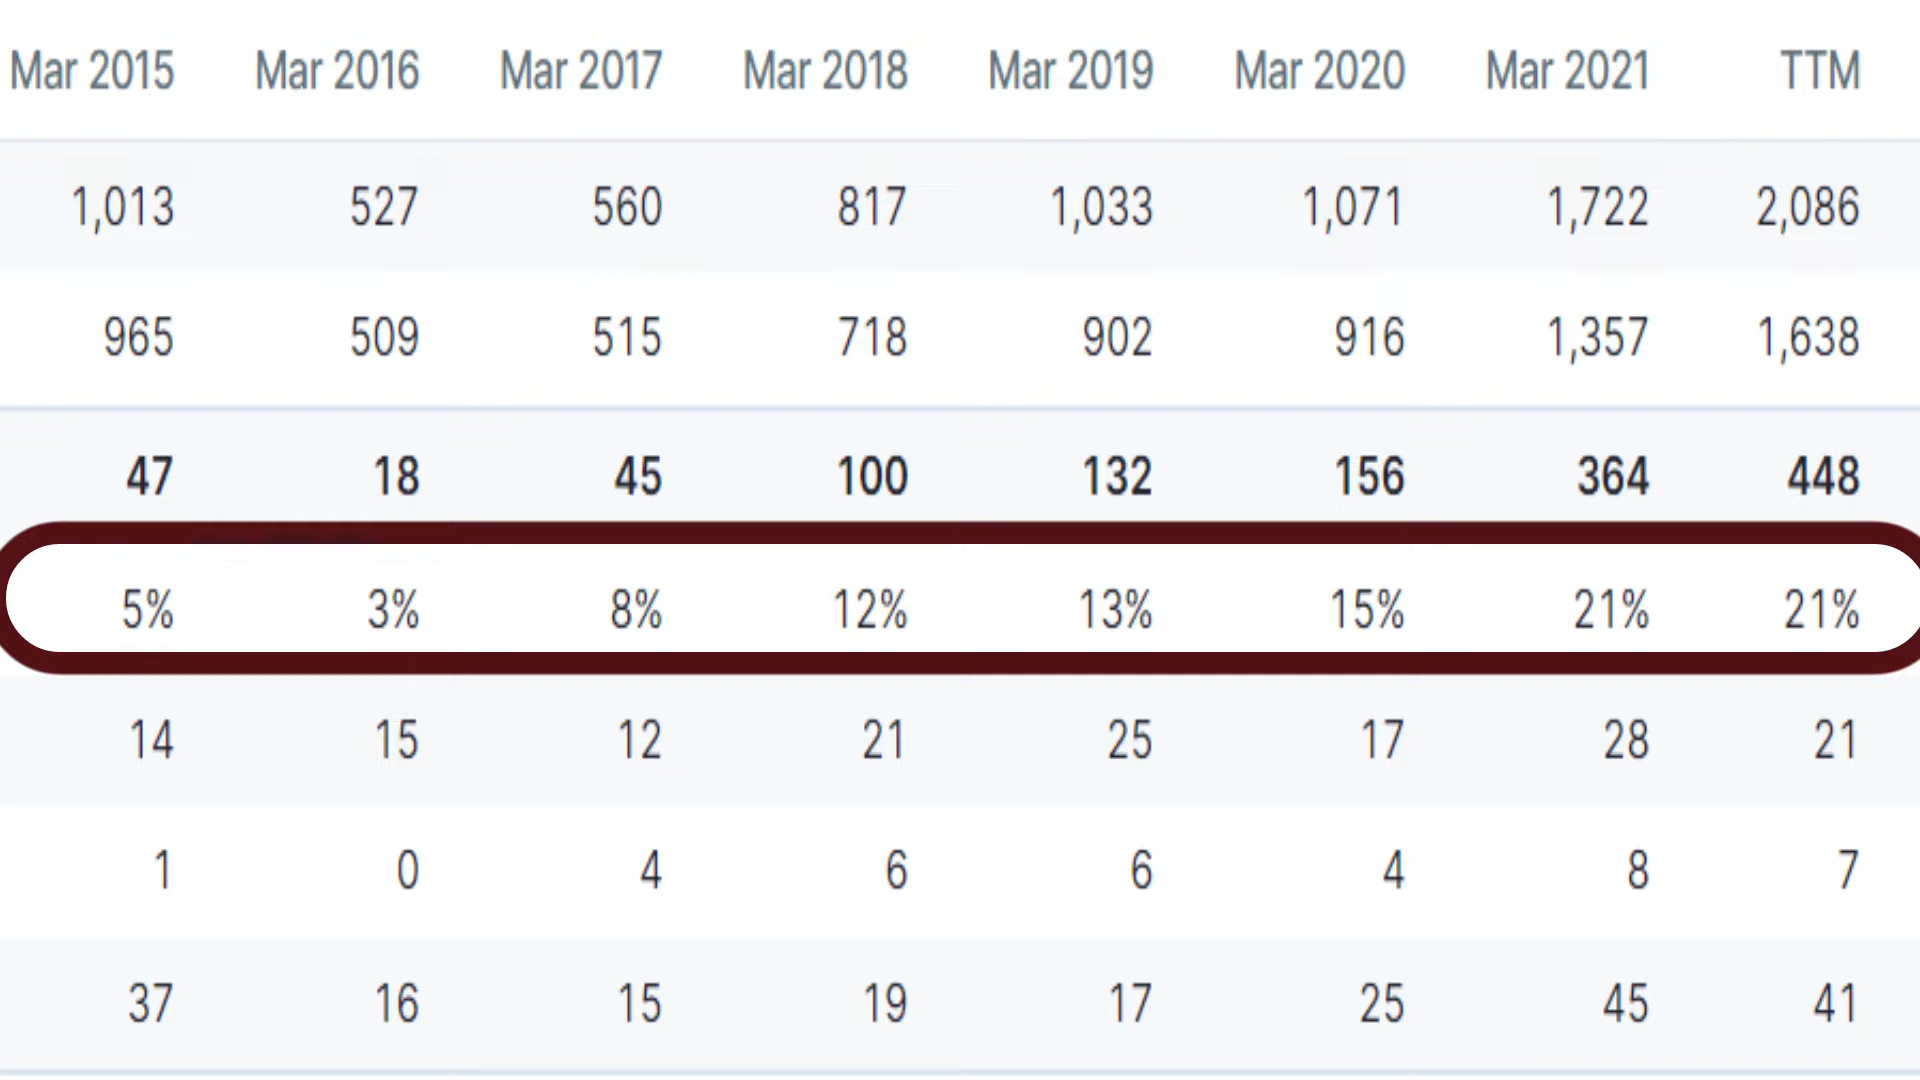 Mar 2015 Mar 2016 Mar 2017 Mar 2018 Mar 2019 Mar 2020 Mar 2021 TTM
1,013 527 560 817 1,033 1,071 1,722 2,086
965 509 515 718 902 916 1,357 1,638
47 18 45 100 132 156 364 448
5% 3% 8% 12% 13% 15% 21% 21%
14 15 12 21 25 17 28 21
1 0 4 6 6 4 8 7
37 16 15 19 17 25 45 41